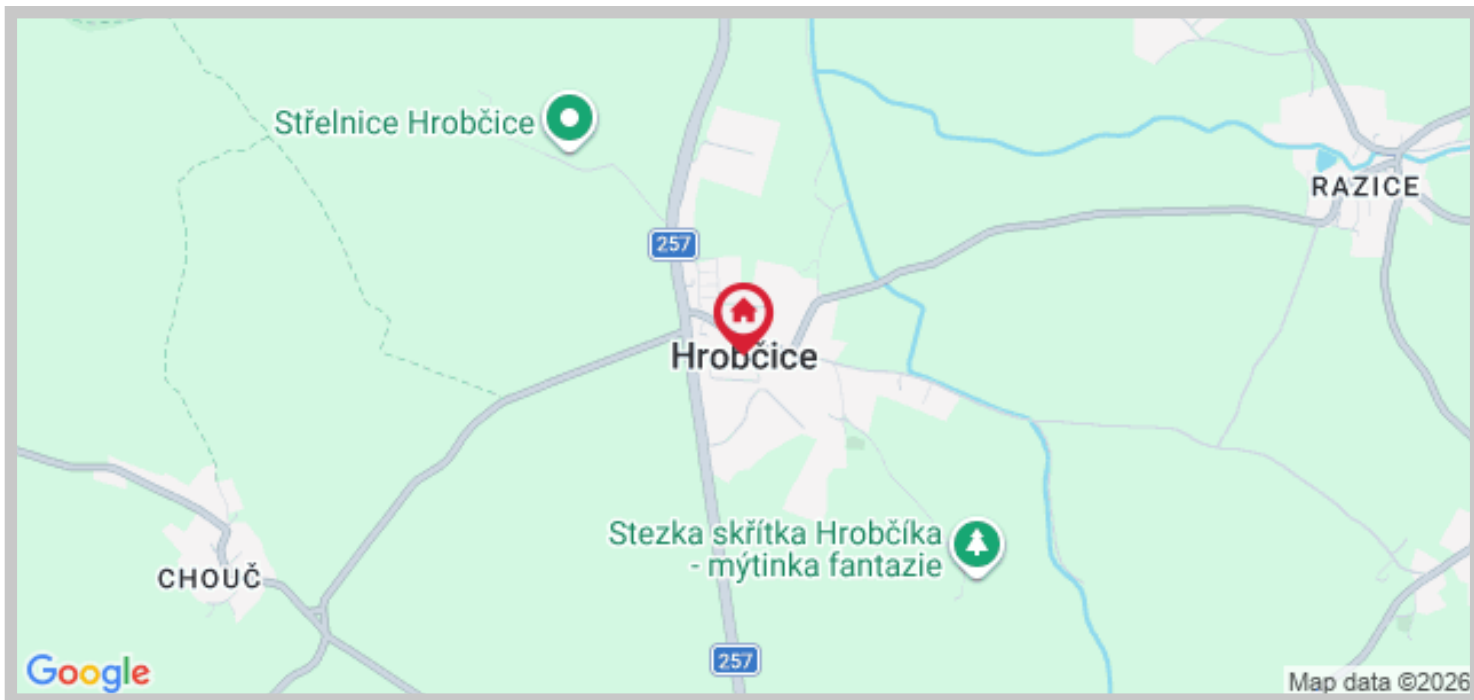 Střelnice Hrobčice
RAZICE
257
Hrobčice
Stezka skřítka Hrobčíka
- mýtinka fantazie
CHOUČ
257
Google
Map data ©2026